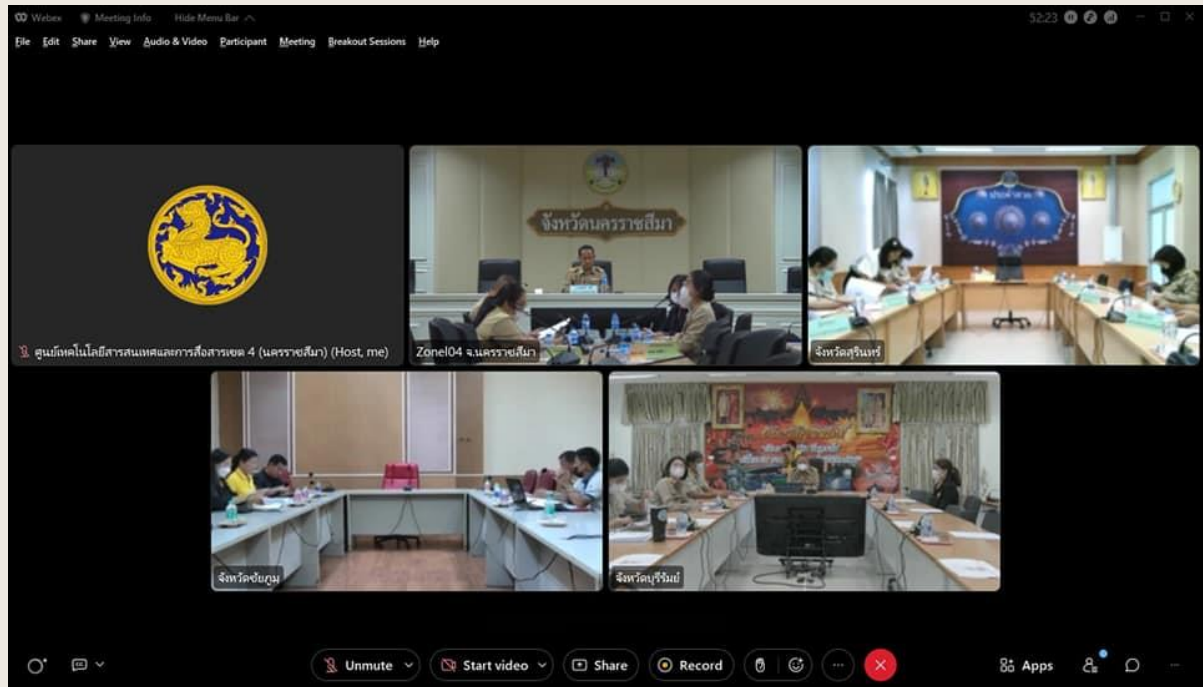 Webex Meeting Info Hide Menu Bar
52:23
File Edit Share View Audio & Video Participant Meeting Breakout Sessions Help
จังหวัดนครราชสีมา
ศูนย์เทคโนโลยีสารสนเทศและการสื่อสารเขต 4 (นครราชสีมา) (Host, me)
Zonel04 จ.นครราชสีมา
จังหวัดสุรินทร์
จังหวัดชัยภูมิ
จังหวัดบุรีรัมย์
Unmute Start video Share Record Apps